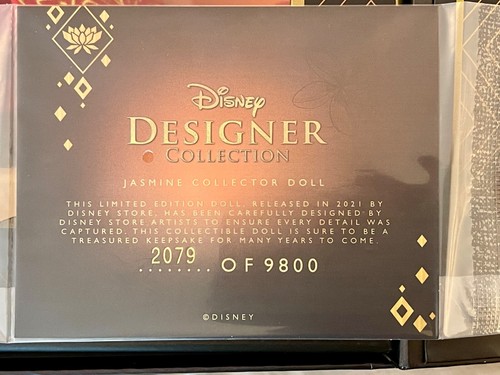 Disney
DESIGNER
COLLECTION
JASMINE COLLECTOR DOLL
THIS LIMITED EDITION DOLL, RELEASED IN 2021 BY
DISNEY STORE, HAS BEEN CAREFULLY DESIGNED BY
DISNEY STORE ARTISTS TO ENSURE EVERY DETAIL WAS
CAPTURED. THIS COLLECTIBLE DOLL IS SURE TO BE A
TREASURED KEEPSAKE FOR MANY YEARS TO COME.
2079 ........ OF 9800
©DISNEY